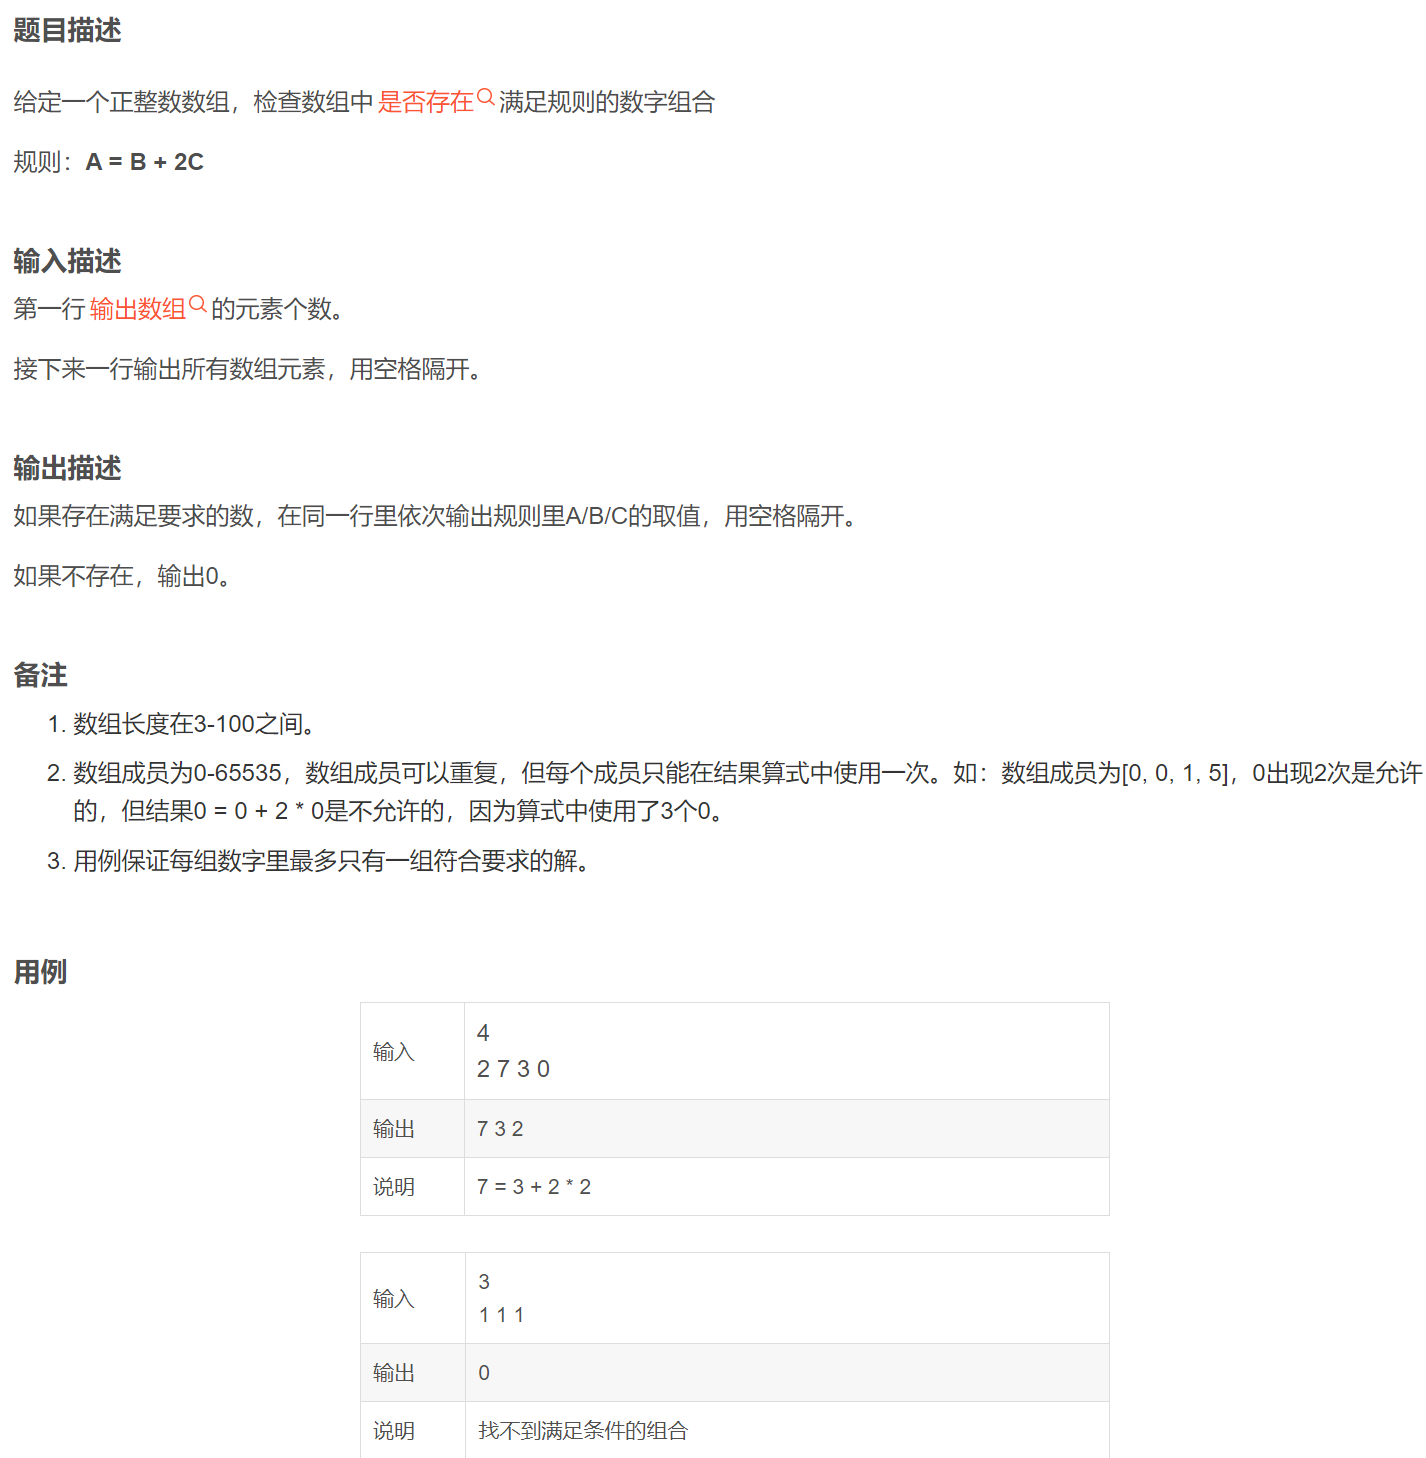 题目描述
给定一个正整数数组，检查数组中 是否存在 满足规则的数字组合
规则：A = B + 2C
输入描述
第一行 输出数组 的元素个数。
接下来一行输出所有数组元素，用空格隔开。
输出描述
如果存在满足要求的数，在同一行里依次输出规则里A/B/C的取值，用空格隔开。
如果不存在，输出0。
备注
1. 数组长度在3-100之间。
2. 数组成员为0-65535，数组成员可以重复，但每个成员只能在结果算式中使用一次。如：数组成员为[0, 0, 1, 5]，0出现2次是允许
的，但结果0 = 0 + 2 * 0是不允许的，因为算式中使用了3个0。
3. 用例保证每组数字里最多只有一组符合要求的解。
用例
输入
4
2 7 3 0
输出
7 3 2
说明
7 = 3 + 2 * 2
输入
3
1 1 1
输出
0
说明
找不到满足条件的组合